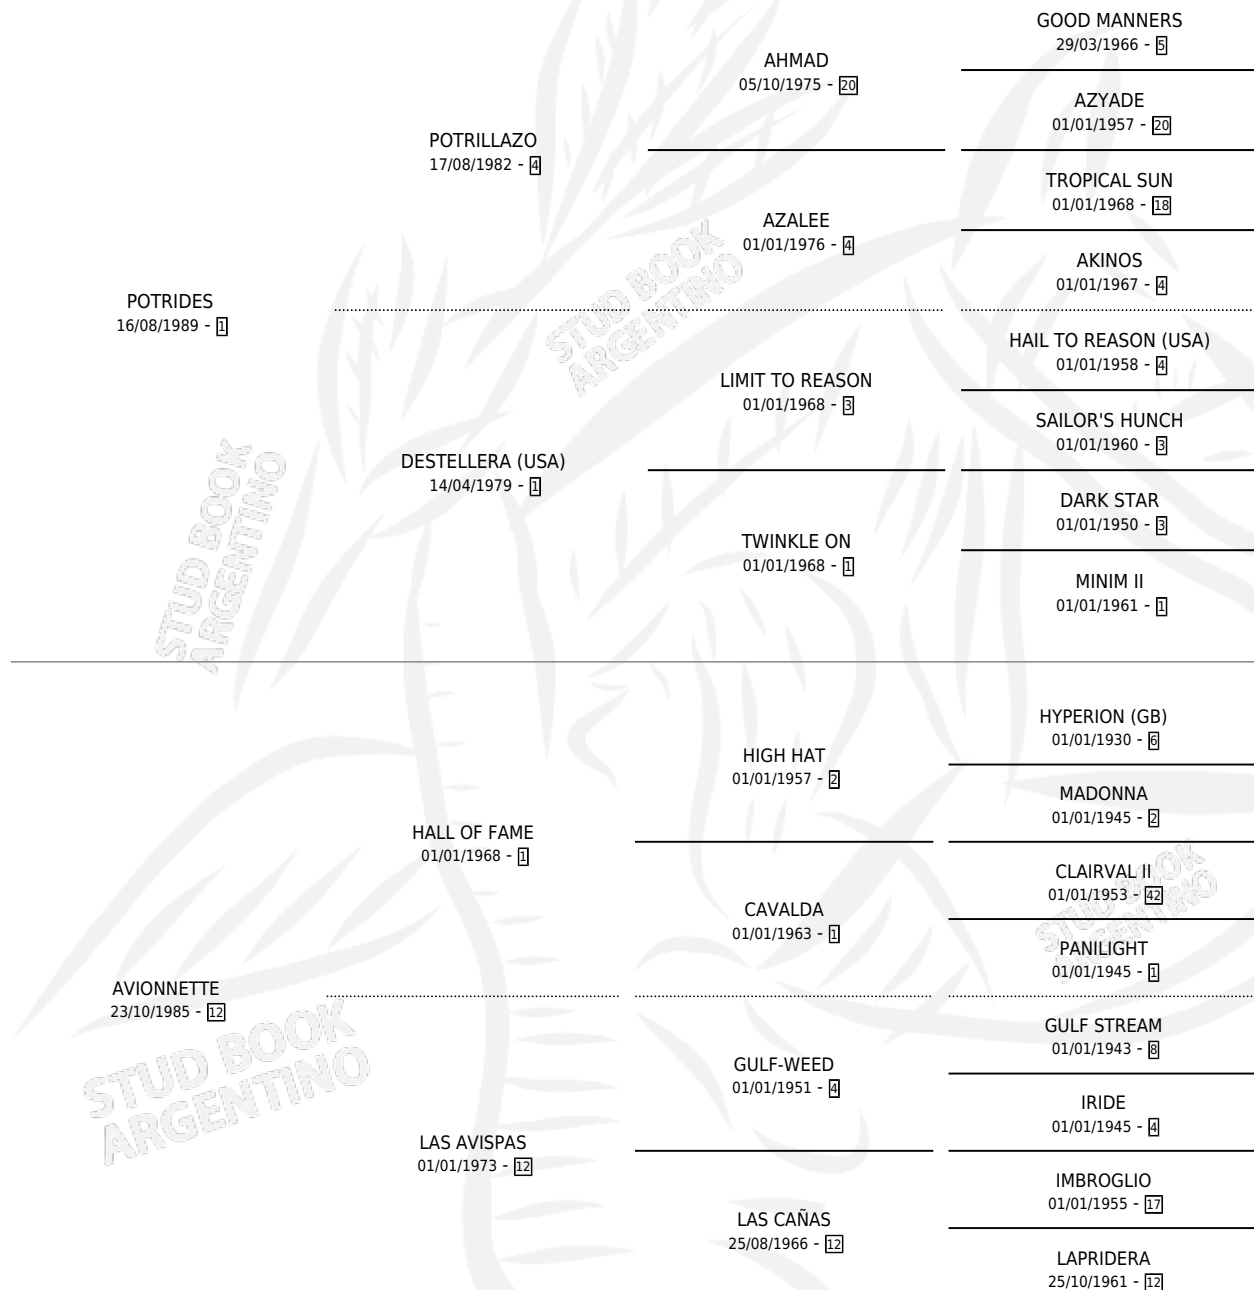 GOOD MANNERS
29/03/1966 - 5
AHMAD
05/10/1975 - 20
AZYADE
01/01/1957 - 20
POTRILLAZO
17/08/1982 - 4
TROPICAL SUN
01/01/1968 - 18
AZALEE
01/01/1976 - 4
AKINOS
01/01/1967 - 4
POTRIDES
16/08/1989 - 1
HAIL TO REASON (USA)
01/01/1958 - 4
LIMIT TO REASON
01/01/1968 - 3
SAILOR'S HUNCH
01/01/1960 - 3
DESTELLERA (USA)
14/04/1979 - 1
DARK STAR
01/01/1950 - 3
TWINKLE ON
01/01/1968 - 1
MINIM II
01/01/1961 - 1
HYPERION (GB)
01/01/1930 - 6
HIGH HAT
01/01/1957 - 2
MADONNA
01/01/1945 - 2
HALL OF FAME
01/01/1968 - 1
CLAIRVAL II
01/01/1953 - 42
CAVALDA
01/01/1963 - 1
PANILIGHT
01/01/1945 - 1
AVIONNETTE
23/10/1985 - 12
GULF STREAM
01/01/1943 - 8
GULF-WEED
01/01/1951 - 4
IRIDE
01/01/1945 - 4
LAS AVISPAS
01/01/1973 - 12
IMBROGLIO
01/01/1955 - 17
LAS CAÑAS
25/08/1966 - 12
LAPRIDERA
25/10/1961 - 12
STUD BOOK
ARGENTINO
STUD BOOK
ARGENTINO
STUD BOOK
ARGENTINO
STUD BOOK
ARGENTINO